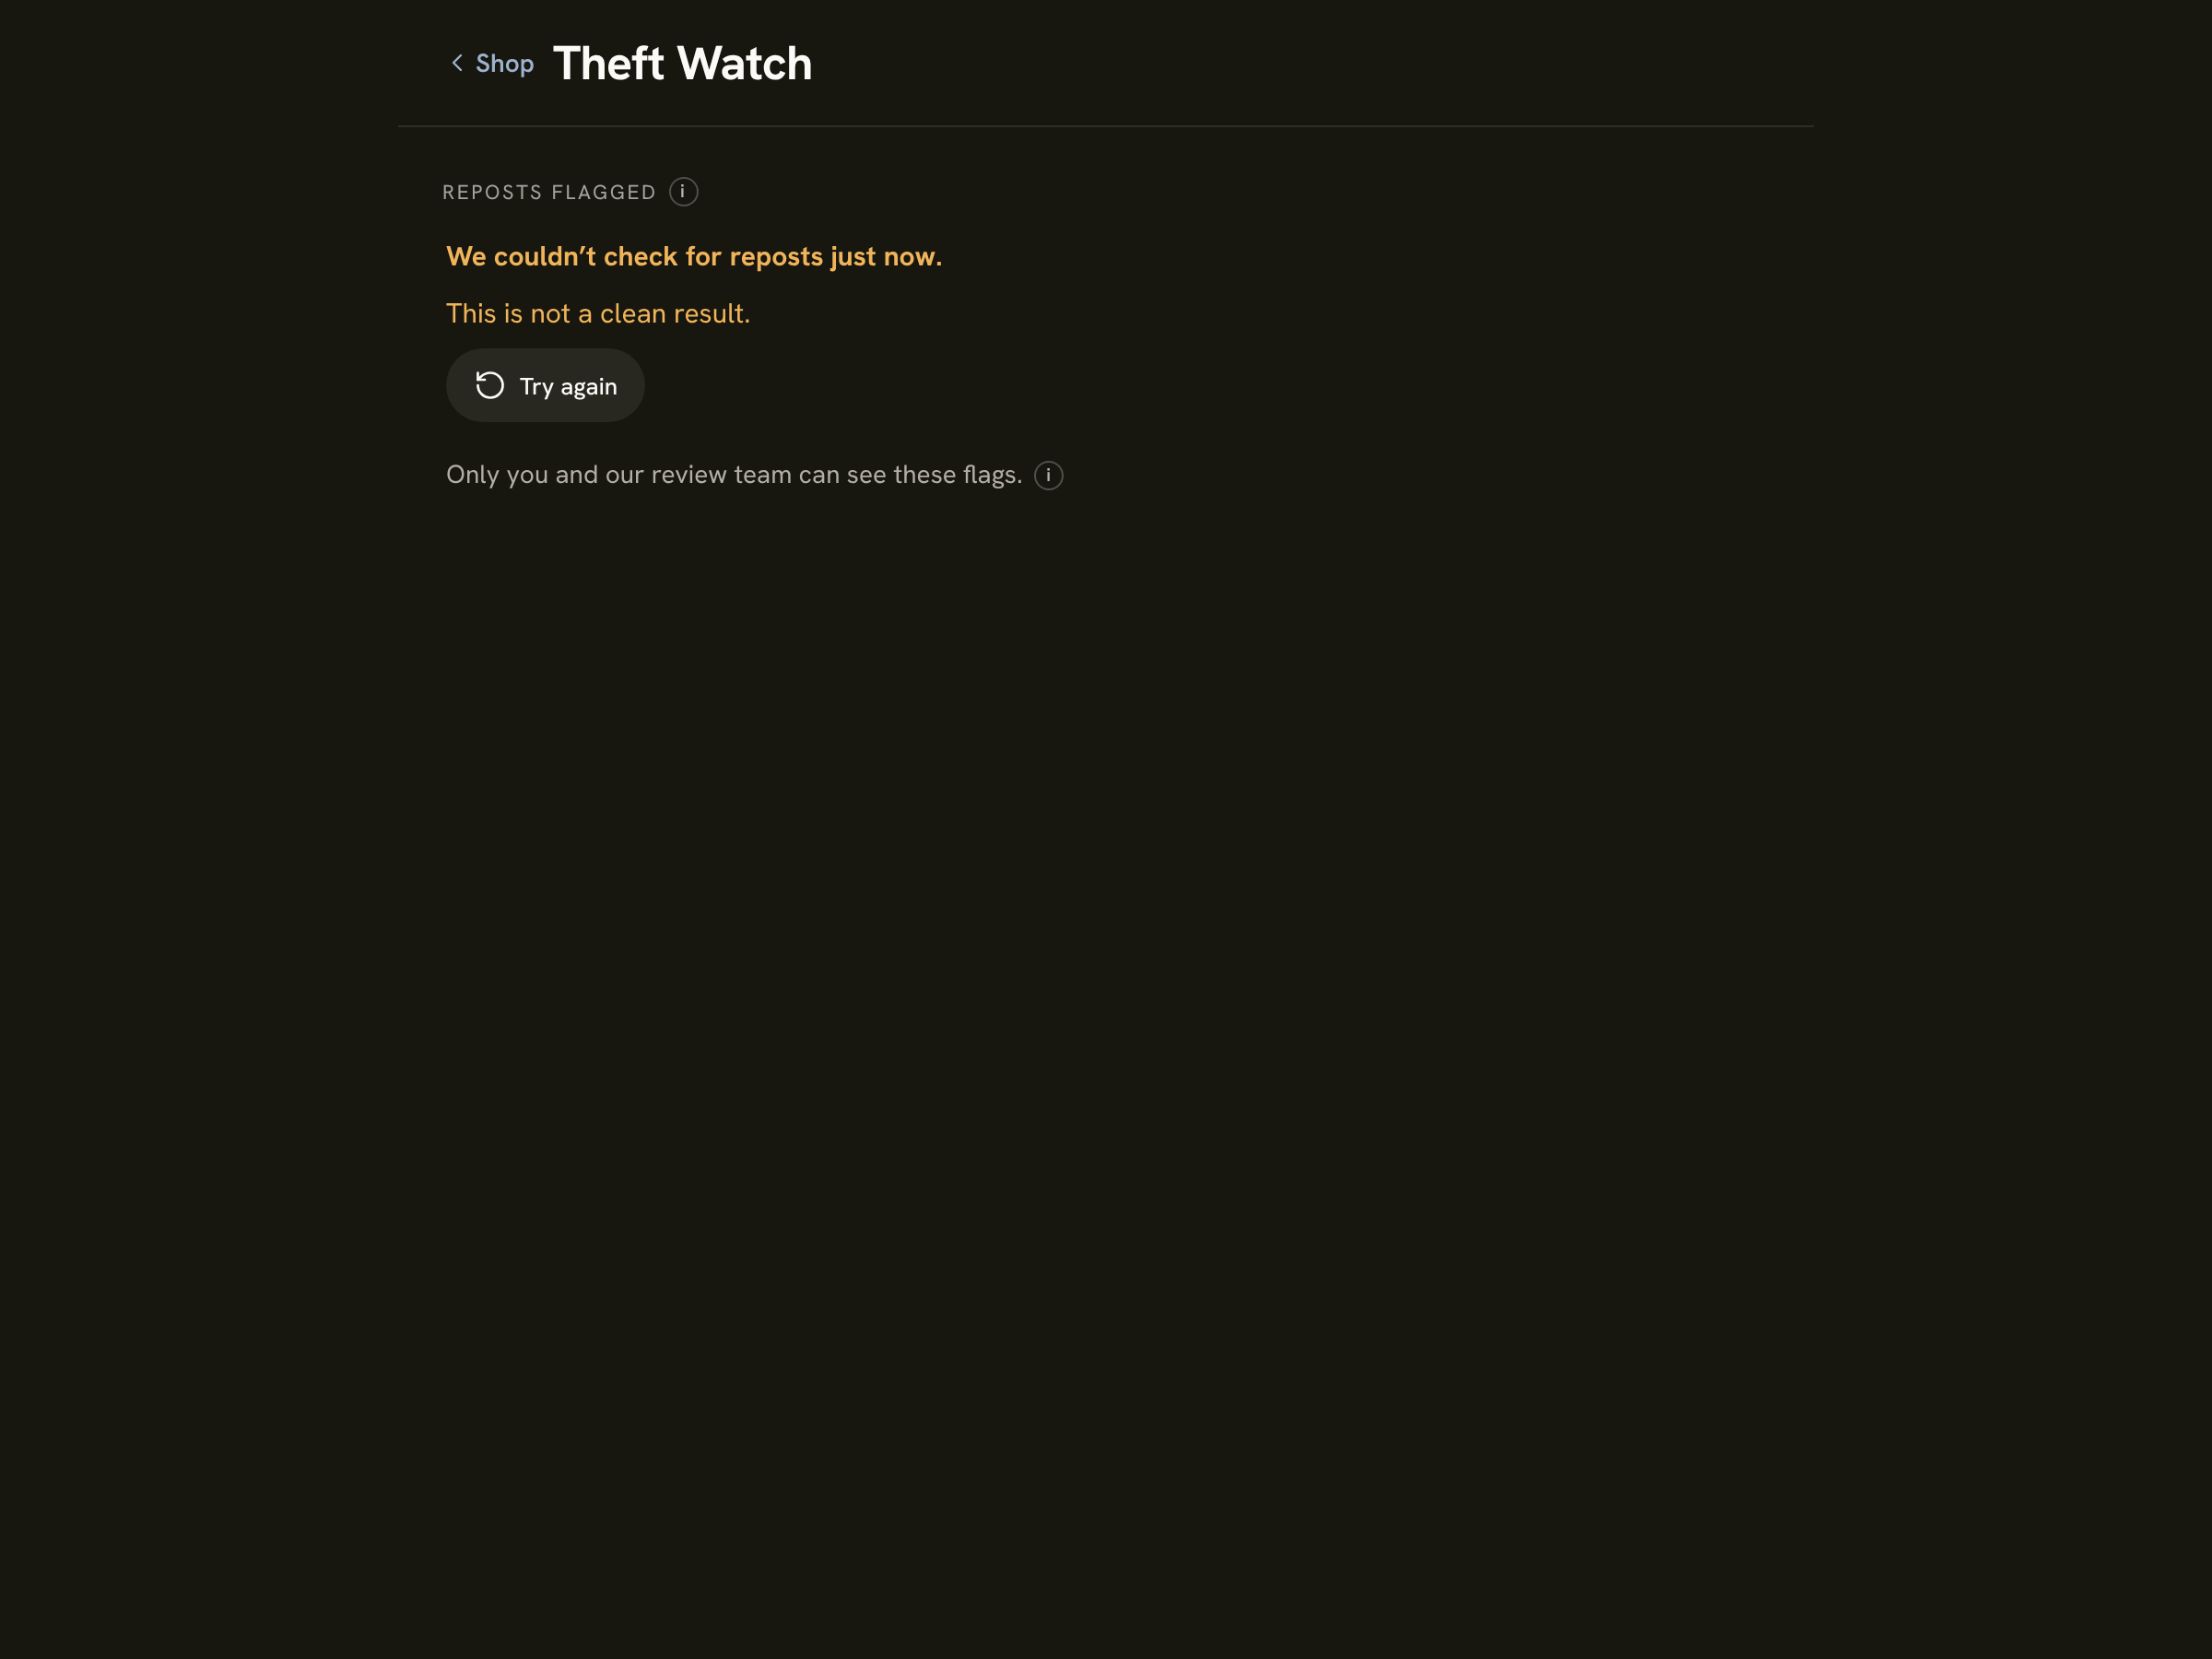 Shop Theft Watch
REPOSTS FLAGGED i
We couldn’t check for reposts just now.
This is not a clean result.
Try again
Only you and our review team can see these flags. i